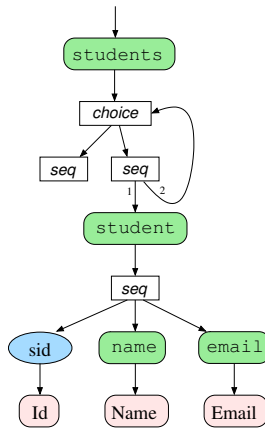 students
choice
seq seq
1 2
student
seq
sid name email
Id Name Email